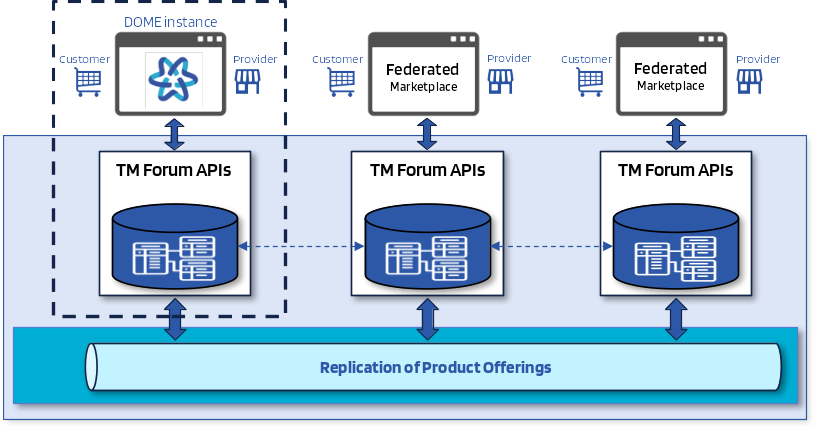 DOME instance
Customer
Provider
Customer
Federated
Marketplace
Provider
Customer
Federated
Marketplace
Provider
TM Forum APIs
TM Forum APIs
TM Forum APIs
Replication of Product Offerings